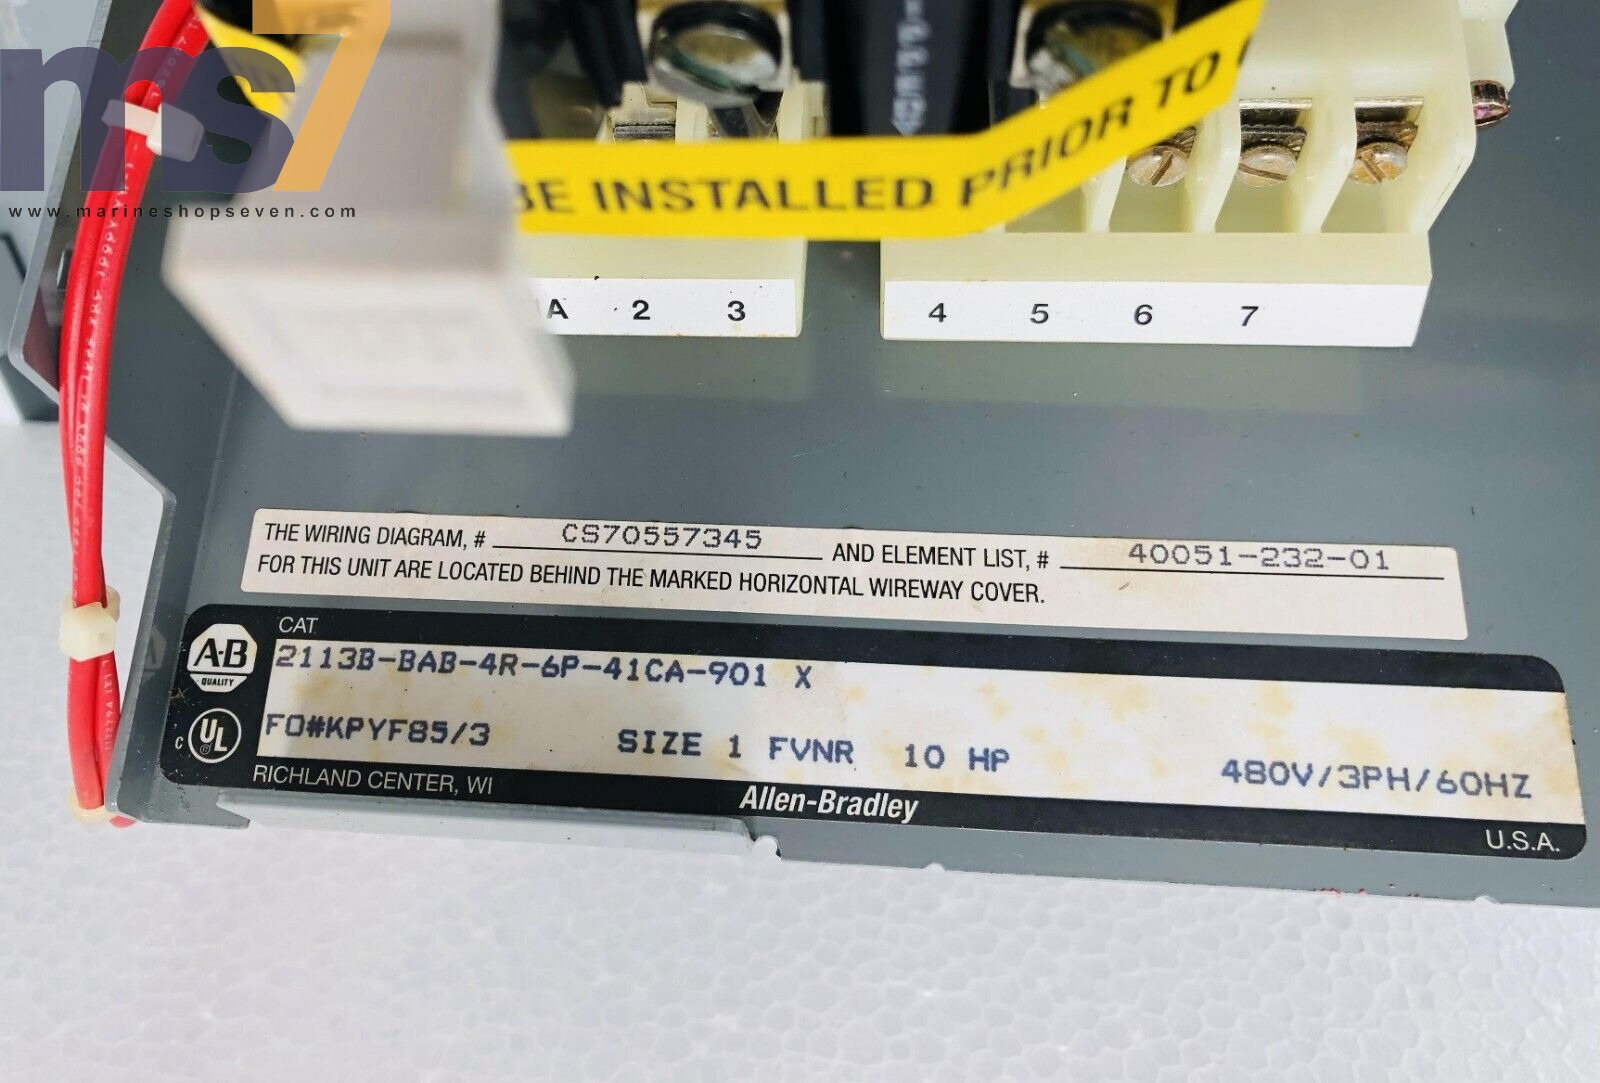 ms7
www.marineshopseven.com
BE INSTALLED PRIOR TO
A 2 3
4 5 6 7
THE WIRING DIAGRAM, # CS70557345 AND ELEMENT LIST, # 40051-232-01
FOR THIS UNIT ARE LOCATED BEHIND THE MARKED HORIZONTAL WIREWAY COVER.
CAT
A-B
QUALITY
2113B-BAB-4R-6P-41CA-901 X
c UL
FO#KPYF85/3 SIZE 1 FVNR 10 HP 480V/3PH/60HZ
RICHLAND CENTER, WI
Allen-Bradley
U.S.A.